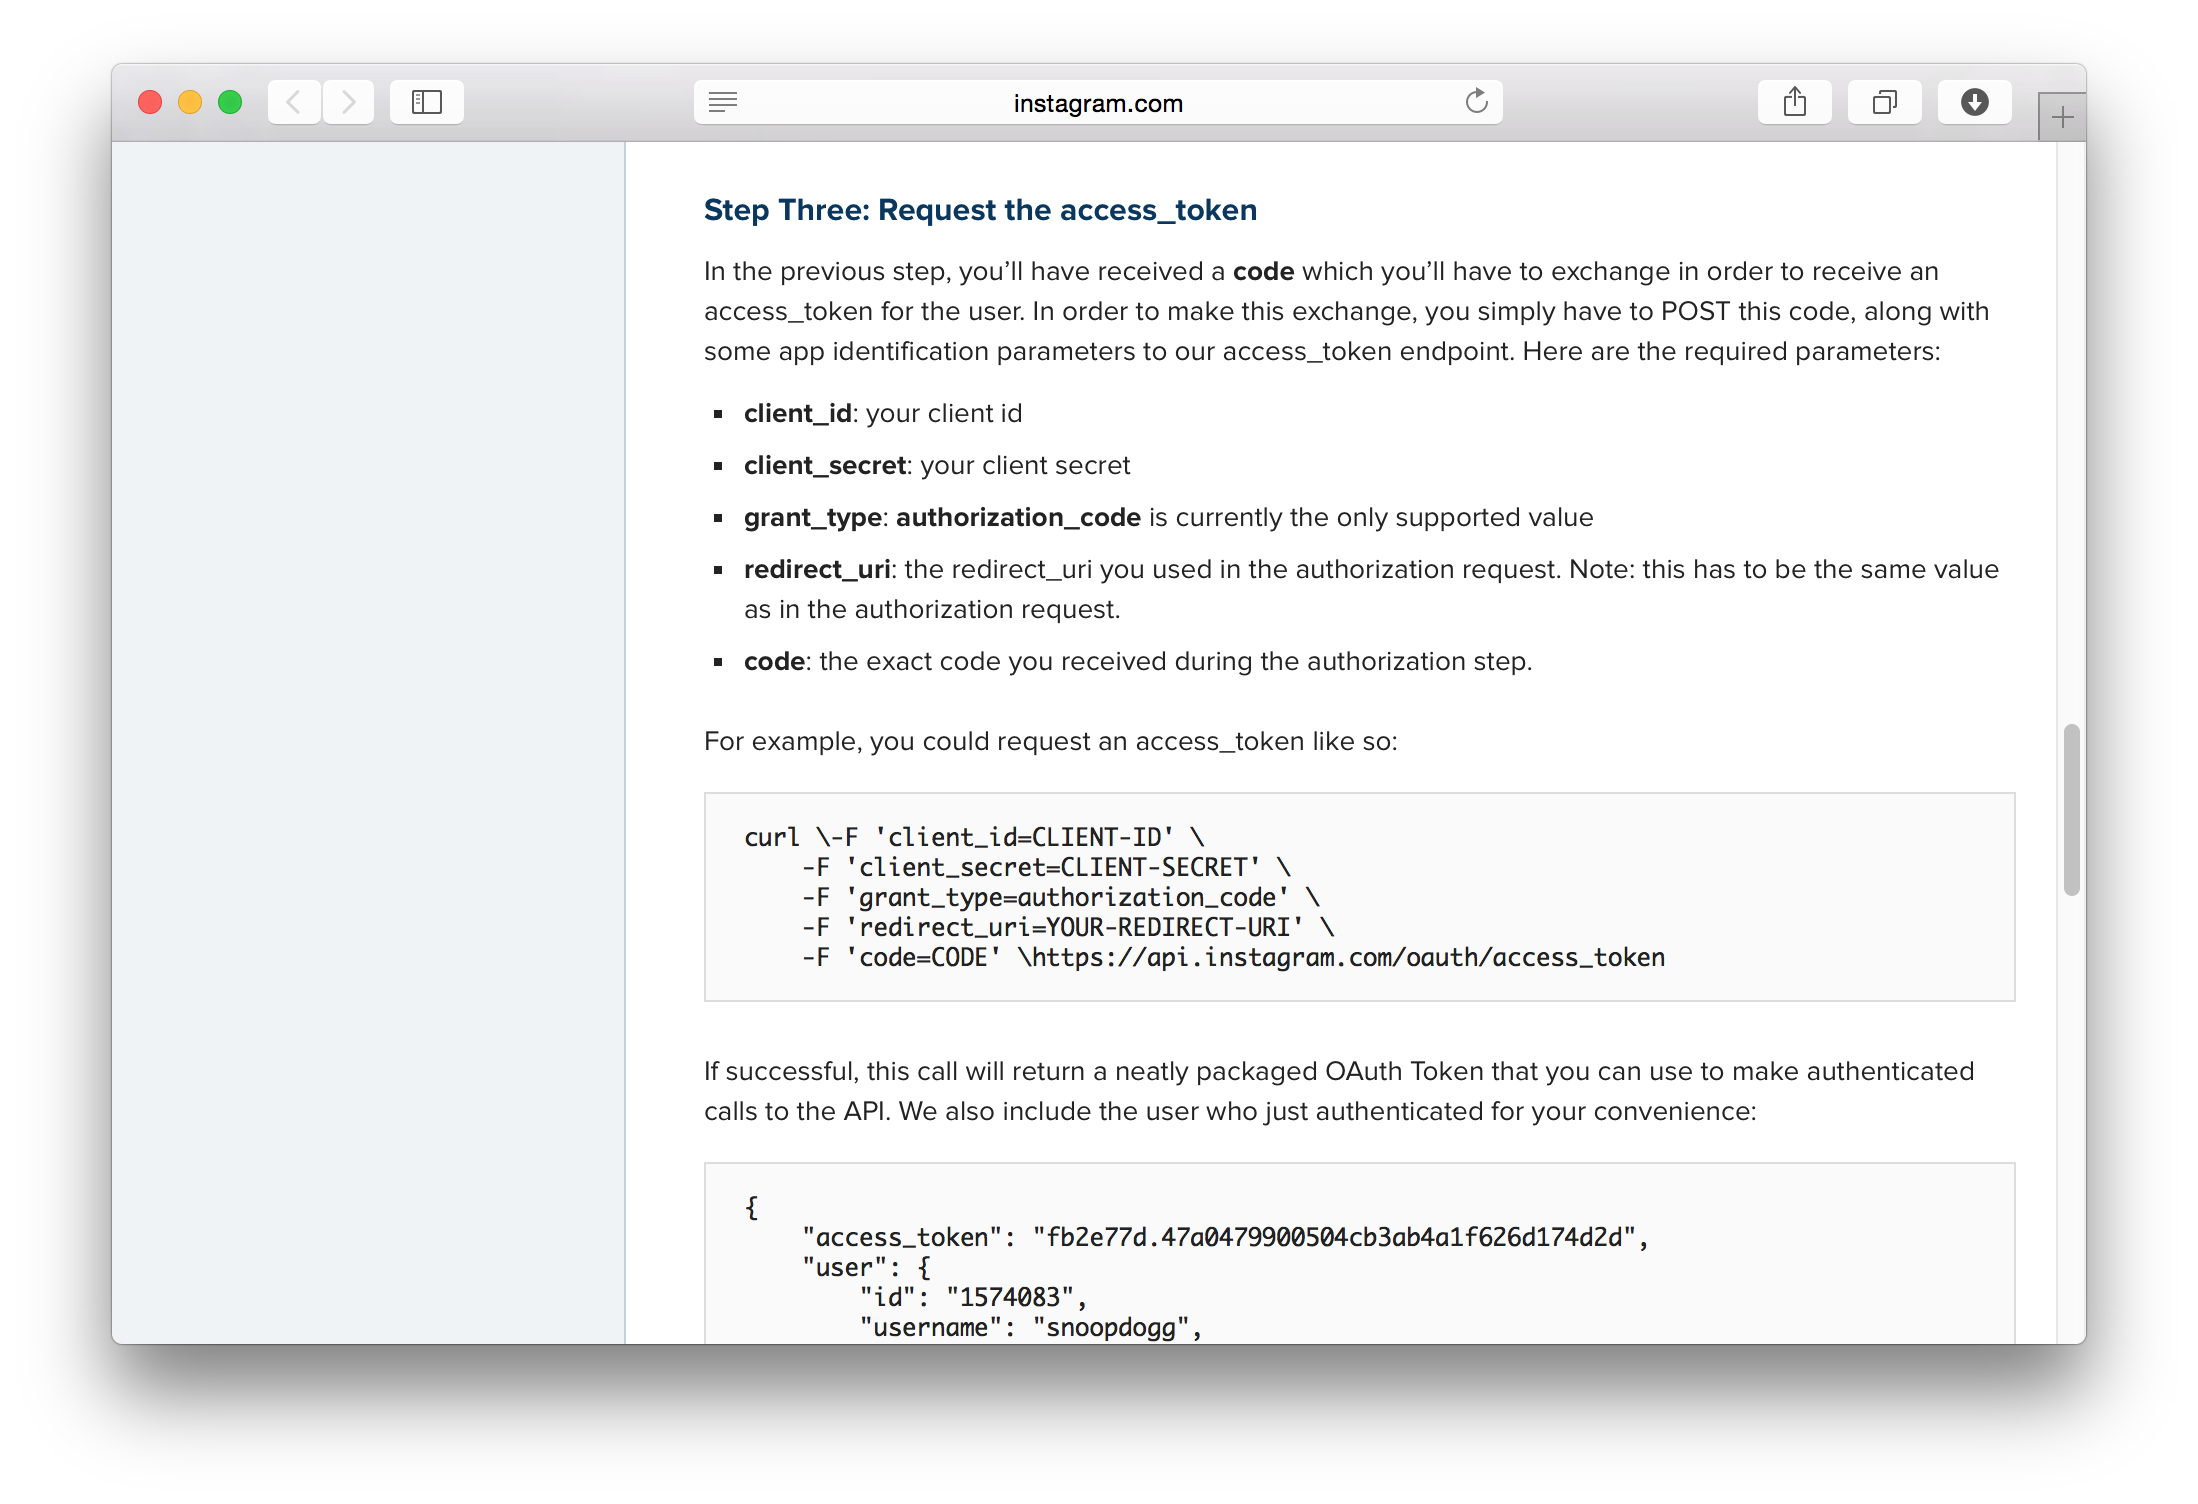 instagram.com
Step Three: Request the access_token
In the previous step, you’ll have received a code which you’ll have to exchange in order to receive an
access_token for the user. In order to make this exchange, you simply have to POST this code, along with
some app identification parameters to our access_token endpoint. Here are the required parameters:
▪ client_id: your client id
▪ client_secret: your client secret
▪ grant_type: authorization_code is currently the only supported value
▪ redirect_uri: the redirect_uri you used in the authorization request. Note: this has to be the same value
as in the authorization request.
▪ code: the exact code you received during the authorization step.
For example, you could request an access_token like so:
curl \-F 'client_id=CLIENT-ID' \
    -F 'client_secret=CLIENT-SECRET' \
    -F 'grant_type=authorization_code' \
    -F 'redirect_uri=YOUR-REDIRECT-URI' \
    -F 'code=CODE' \https://api.instagram.com/oauth/access_token
If successful, this call will return a neatly packaged OAuth Token that you can use to make authenticated
calls to the API. We also include the user who just authenticated for your convenience:
{
    "access_token": "fb2e77d.47a0479900504cb3ab4a1f626d174d2d",
    "user": {
        "id": "1574083",
        "username": "snoopdogg",